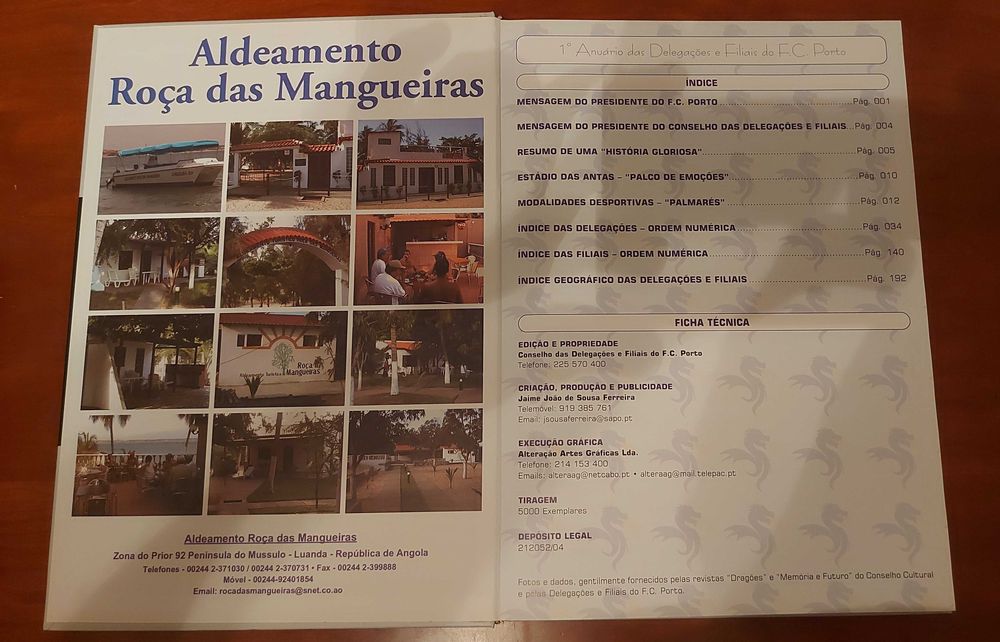 Aldeamento
Roça das Mangueiras
Roça das
Mangueiras
Aldeamento Roça das Mangueiras
Zona do Prior 92 Peninsula do Mussulo - Luanda - República de Angola
Telefones - 00244 2-371030 / 00244 2-370731 • Fax - 00244 2-399888
Móvel - 00244-92401854
Email: rocadasmangueiras@snet.co.ao
1º Anuário das Delegações e Filiais do F.C. Porto
ÍNDICE
MENSAGEM DO PRESIDENTE DO F.C. PORTO ... Pág. 001
MENSAGEM DO PRESIDENTE DO CONSELHO DAS DELEGAÇÕES E FILIAIS... Pág. 004
RESUMO DE UMA "HISTÓRIA GLORIOSA"... Pág. 005
ESTÁDIO DAS ANTAS – "PALCO DE EMOÇÕES"... Pág. 010
MODALIDADES DESPORTIVAS – "PALMARÉS"... Pág. 012
ÍNDICE DAS DELEGAÇÕES – ORDEM NUMÉRICA... Pág. 034
ÍNDICE DAS FILIAIS – ORDEM NUMÉRICA... Pág. 140
ÍNDICE GEOGRÁFICO DAS DELEGAÇÕES E FILIAIS ... Pág. 192
FICHA TÉCNICA
EDIÇÃO E PROPRIEDADE
Conselho das Delegações e Filiais do F.C. Porto
Telefone: 225 570 400
CRIAÇÃO, PRODUÇÃO E PUBLICIDADE
Jaime João de Sousa Ferreira
Telemóvel: 919 385 761
Email: jsousaferreira@sapo.pt
EXECUÇÃO GRÁFICA
Alteração Artes Gráficas Lda.
Telefone: 214 153 400
Emails: alteraag@netcabo.pt • alteraag@mail.telepac.pt
TIRAGEM
5000 Exemplares
DEPÓSITO LEGAL
212052/04
Fotos e dados, gentilmente fornecidos pelas revistas "Dragões" e "Memória e Futuro" do Conselho Cultural
e pelas Delegações e Filiais do F.C. Porto.